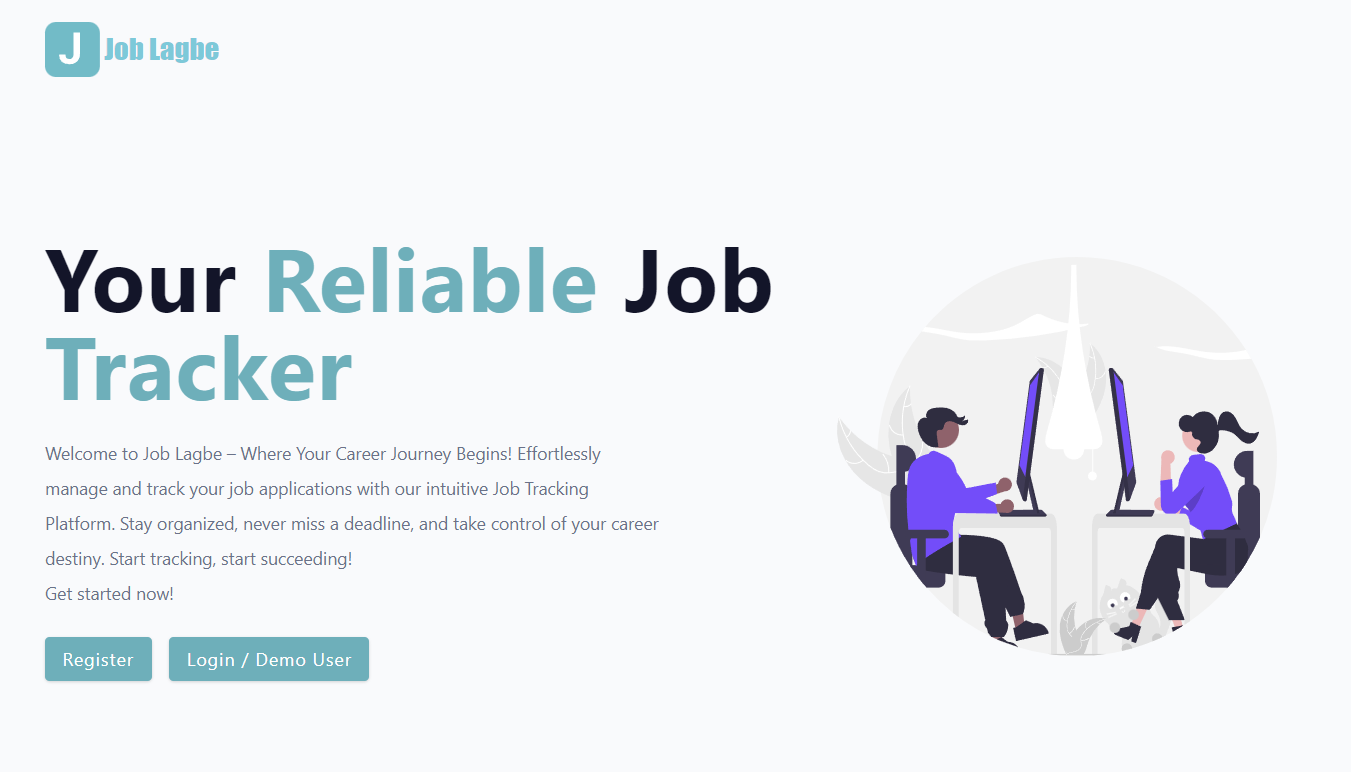 J Job Lagbe
Your Reliable Job
Tracker
Welcome to Job Lagbe – Where Your Career Journey Begins! Effortlessly
manage and track your job applications with our intuitive Job Tracking
Platform. Stay organized, never miss a deadline, and take control of your career
destiny. Start tracking, start succeeding!
Get started now!
Register
Login / Demo User